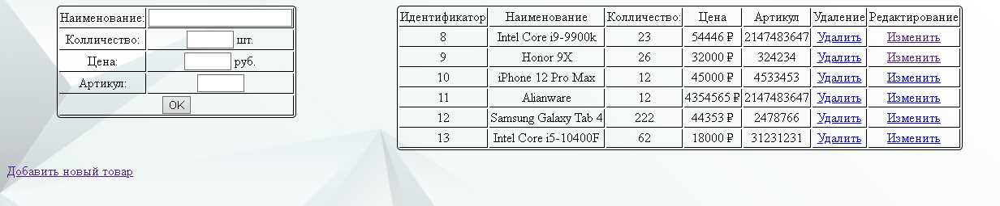 Наименование:
Колличество: шт.
Цена: руб.
Артикул:
OK
Добавить новый товар
Идентификатор Наименование Колличество: Цена Артикул Удаление Редактирование
8 Intel Core i9-9900k 23 54446 ₽ 2147483647 Удалить Изменить
9 Honor 9X 26 32000 ₽ 324234 Удалить Изменить
10 iPhone 12 Pro Max 12 45000 ₽ 4533453 Удалить Изменить
11 Alianware 12 4354565 ₽ 2147483647 Удалить Изменить
12 Samsung Galaxy Tab 4 222 44353 ₽ 2478766 Удалить Изменить
13 Intel Core i5-10400F 62 18000 ₽ 31231231 Удалить Изменить